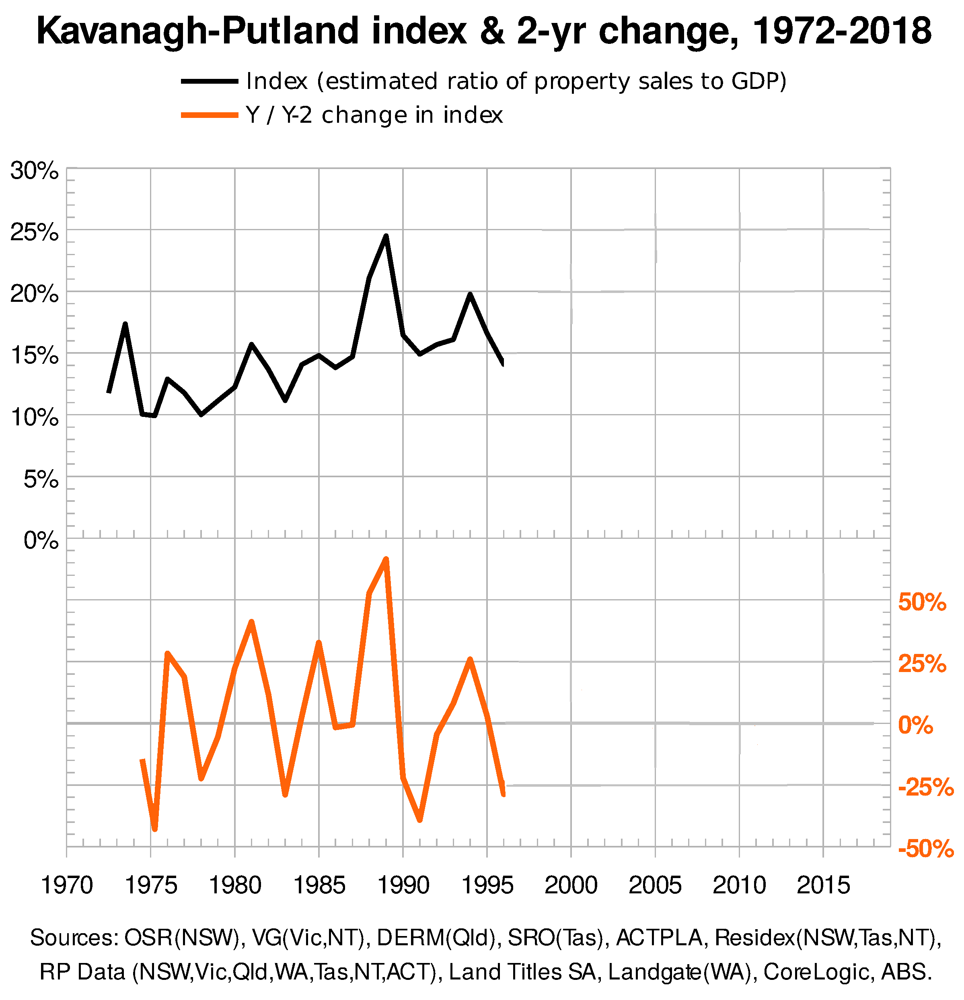 Kavanagh-Putland index & 2-yr change, 1972-2018
Index (estimated ratio of property sales to GDP)
Y / Y-2 change in index
30%
25%
20%
15%
10%
5%
0%
50%
25%
0%
-25%
-50%
1970 1975 1980 1985 1990 1995 2000 2005 2010 2015
Sources: OSR(NSW), VG(Vic,NT), DERM(Qld), SRO(Tas), ACTPLA, Residex(NSW,Tas,NT),
RP Data (NSW,Vic,Qld,WA,Tas,NT,ACT), Land Titles SA, Landgate(WA), CoreLogic, ABS.